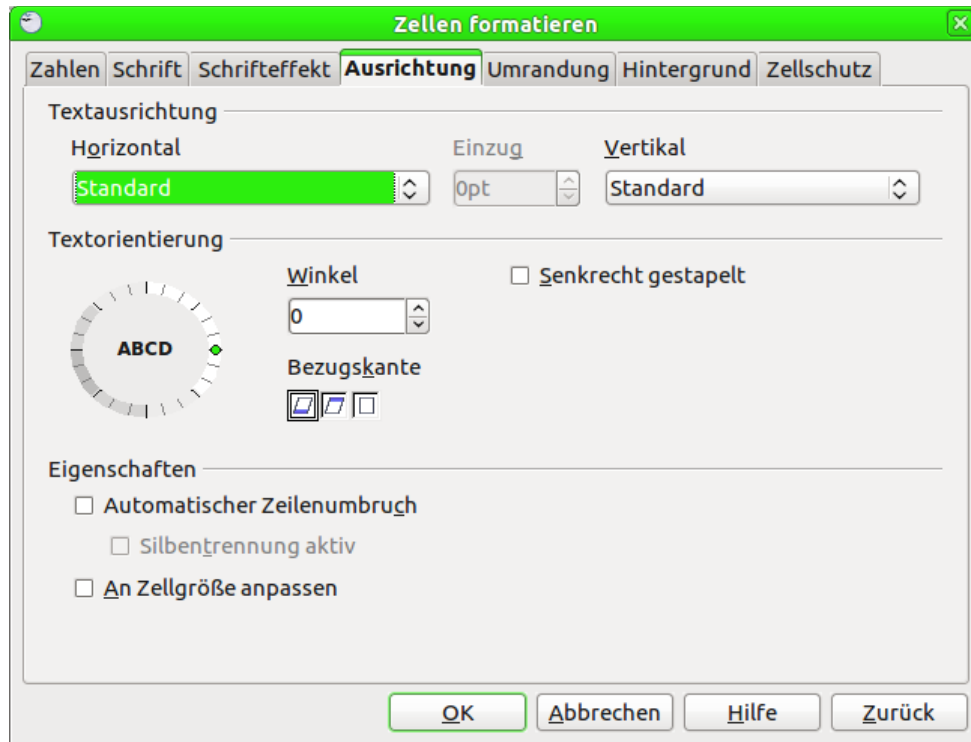 Zellen formatieren
Zahlen Schrift Schrifteffekt Ausrichtung Umrandung Hintergrund Zellschutz
Textausrichtung
Horizontal Einzug Vertikal
Standard 0pt Standard
Textorientierung
Winkel Senkrecht gestapelt
0
ABCD
Bezugskante
Eigenschaften
Automatischer Zeilenumbruch
Silbentrennung aktiv
An Zellgröße anpassen
OK Abbrechen Hilfe Zurück